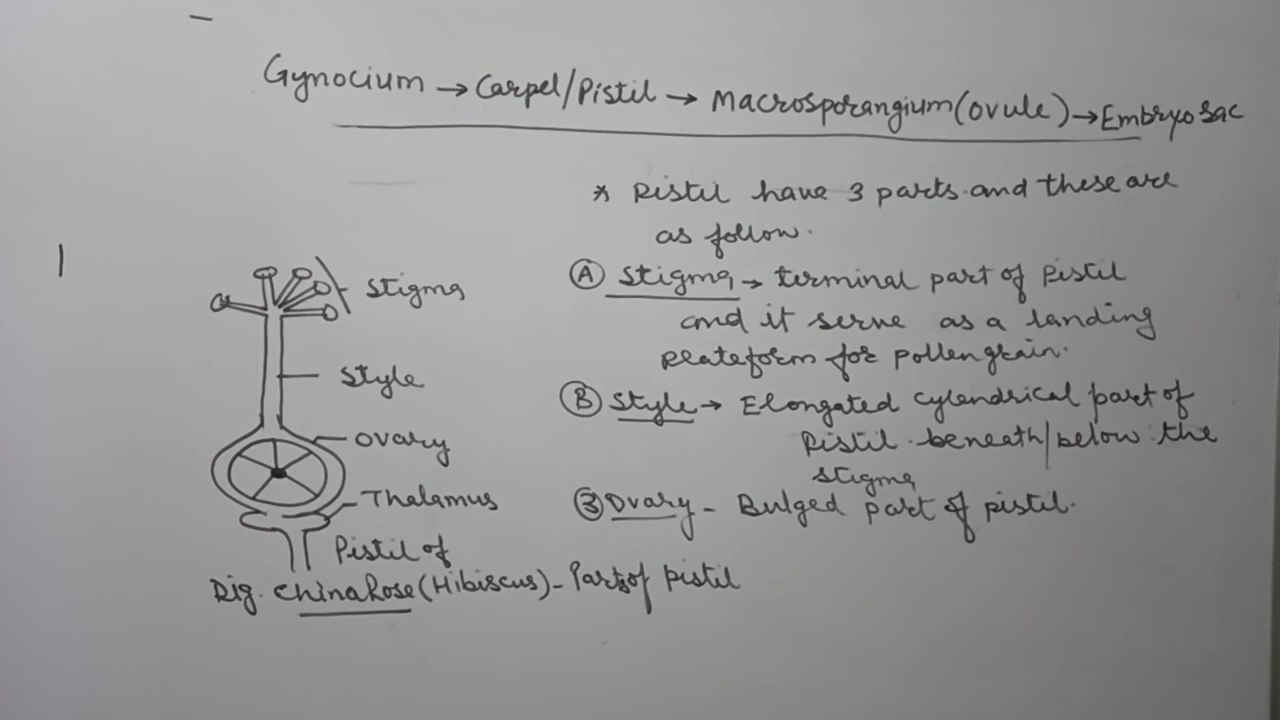 Gynocium → Carpel/Pistil → Macrosporangium (Ovule) → Embryo Sac
* Pistil have 3 parts and these are
as follow.
(A) Stigma → terminal part of Pistil
and it serve as a landing
plateform for pollengrain.
(B) Style → Elongated cylendrical part of
Pistil beneath/below the
stigma
(3) Ovary - Bulged part of pistil.
Stigma
Style
Ovary
Thalamus
Pistil of
Dig. China Rose (Hibiscus) - Parts of Pistil